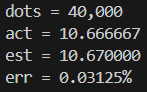 dots = 40,000
act = 10.666667
est = 10.670000
err = 0.03125%